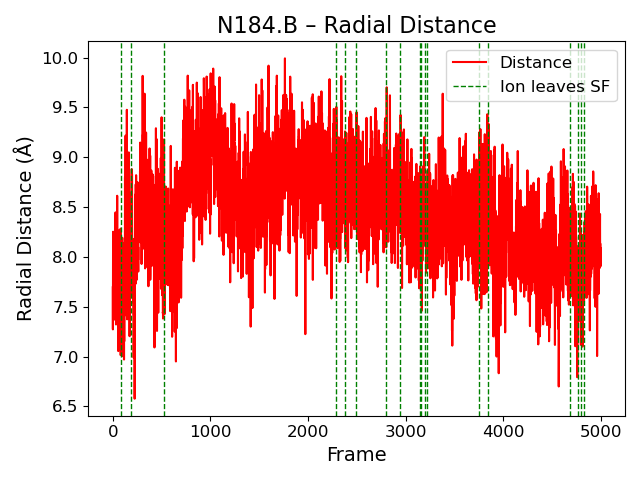 N184.B – Radial Distance
Radial Distance (Å)
10.0
9.5
9.0
8.5
8.0
7.5
7.0
6.5
Distance
Ion leaves SF
0 1000 2000 3000 4000 5000
Frame